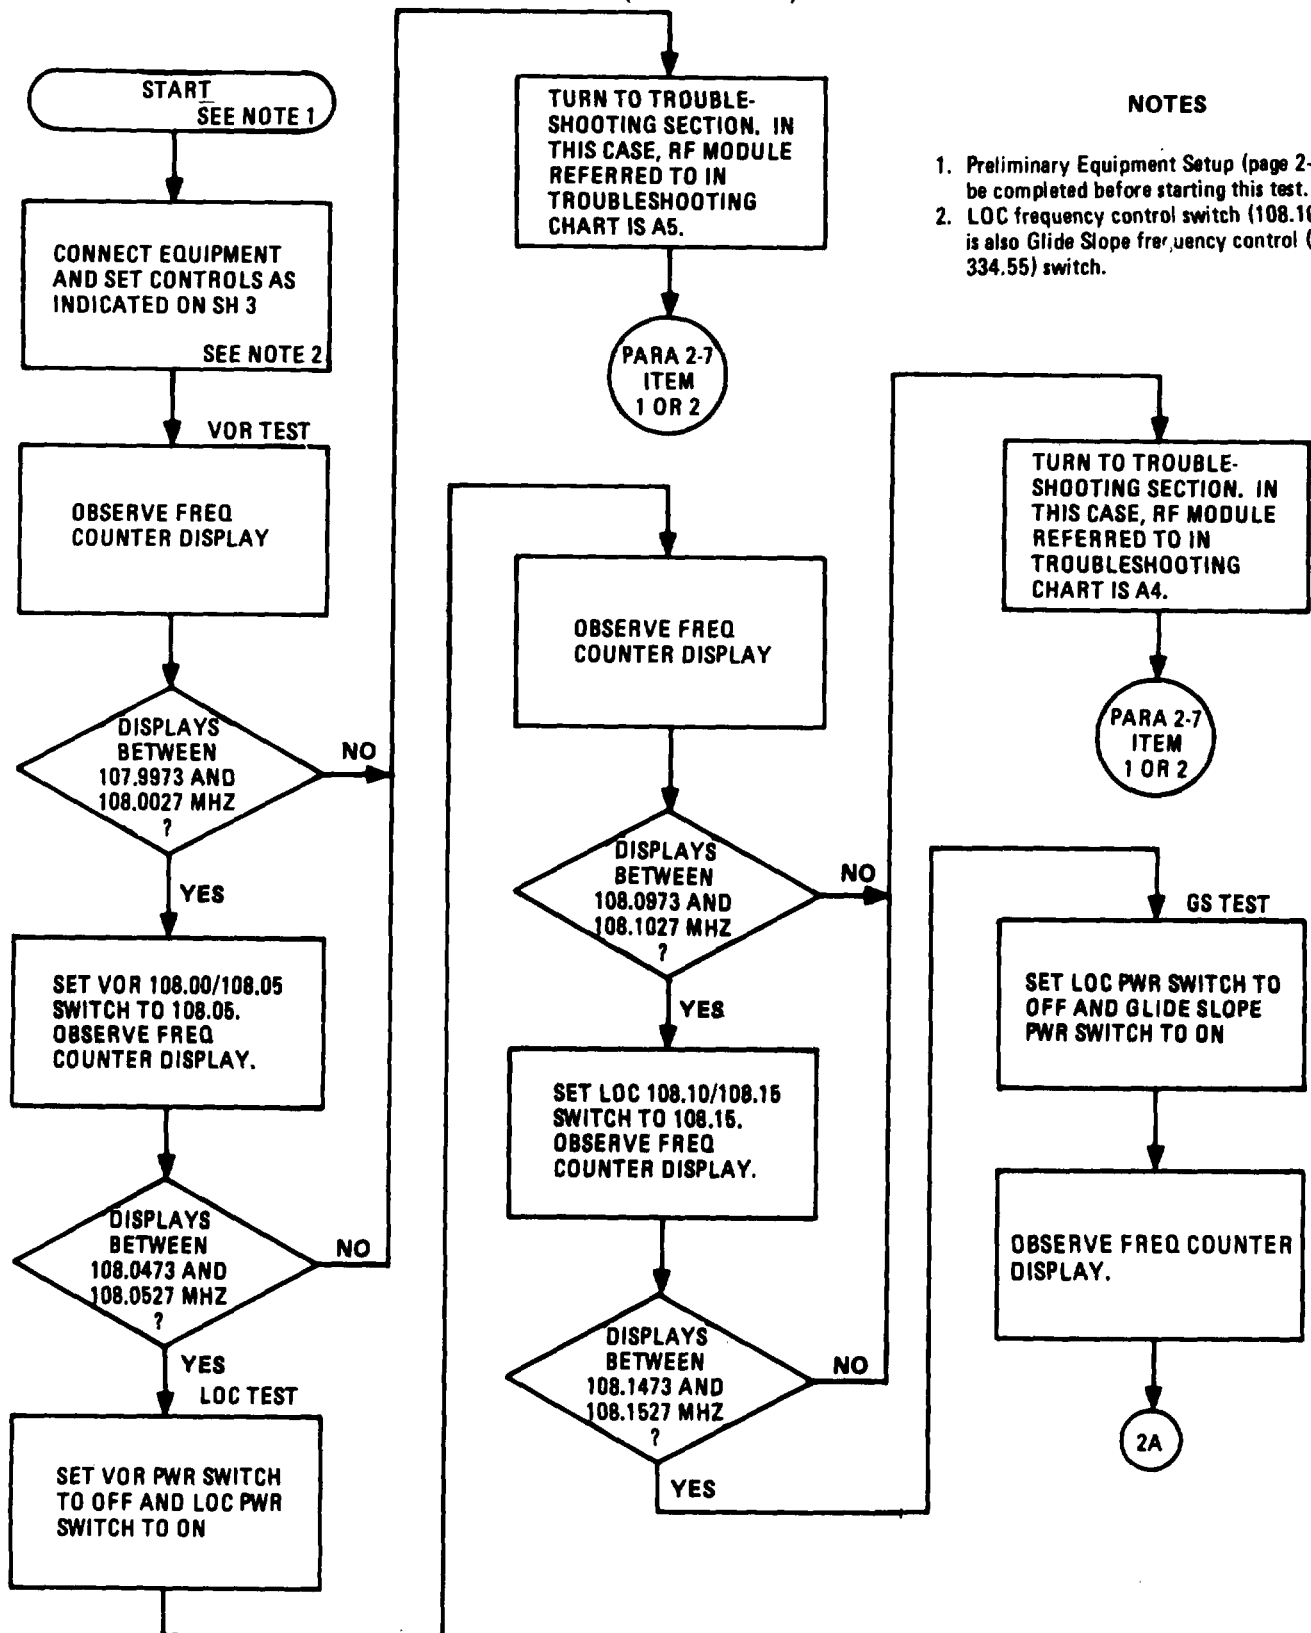 START
SEE NOTE 1
CONNECT EQUIPMENT
AND SET CONTROLS AS
INDICATED ON SH 3
SEE NOTE 2
VOR TEST
OBSERVE FREQ
COUNTER DISPLAY
DISPLAYS
BETWEEN
107.9973 AND
108.0027 MHZ
?
NO
YES
SET VOR 108.00/108.05
SWITCH TO 108.05.
OBSERVE FREQ
COUNTER DISPLAY.
DISPLAYS
BETWEEN
108.0473 AND
108.0527 MHZ
?
NO
YES
LOC TEST
SET VOR PWR SWITCH
TO OFF AND LOC PWR
SWITCH TO ON
TURN TO TROUBLE-
SHOOTING SECTION. IN
THIS CASE, RF MODULE
REFERRED TO IN
TROUBLESHOOTING
CHART IS A5.
PARA 2-7
ITEM
1 OR 2
OBSERVE FREQ
COUNTER DISPLAY
DISPLAYS
BETWEEN
108.0973 AND
108.1027 MHZ
?
NO
YES
SET LOC 108.10/108.15
SWITCH TO 108.15.
OBSERVE FREQ
COUNTER DISPLAY.
DISPLAYS
BETWEEN
108.1473 AND
108.1527 MHZ
?
NO
YES
NOTES
1. Preliminary Equipment Setup (page 2-
be completed before starting this test.
2. LOC frequency control switch (108.10
is also Glide Slope frequency control (
334.55) switch.
TURN TO TROUBLE-
SHOOTING SECTION. IN
THIS CASE, RF MODULE
REFERRED TO IN
TROUBLESHOOTING
CHART IS A4.
PARA 2-7
ITEM
1 OR 2
GS TEST
SET LOC PWR SWITCH TO
OFF AND GLIDE SLOPE
PWR SWITCH TO ON
OBSERVE FREQ COUNTER
DISPLAY.
2A